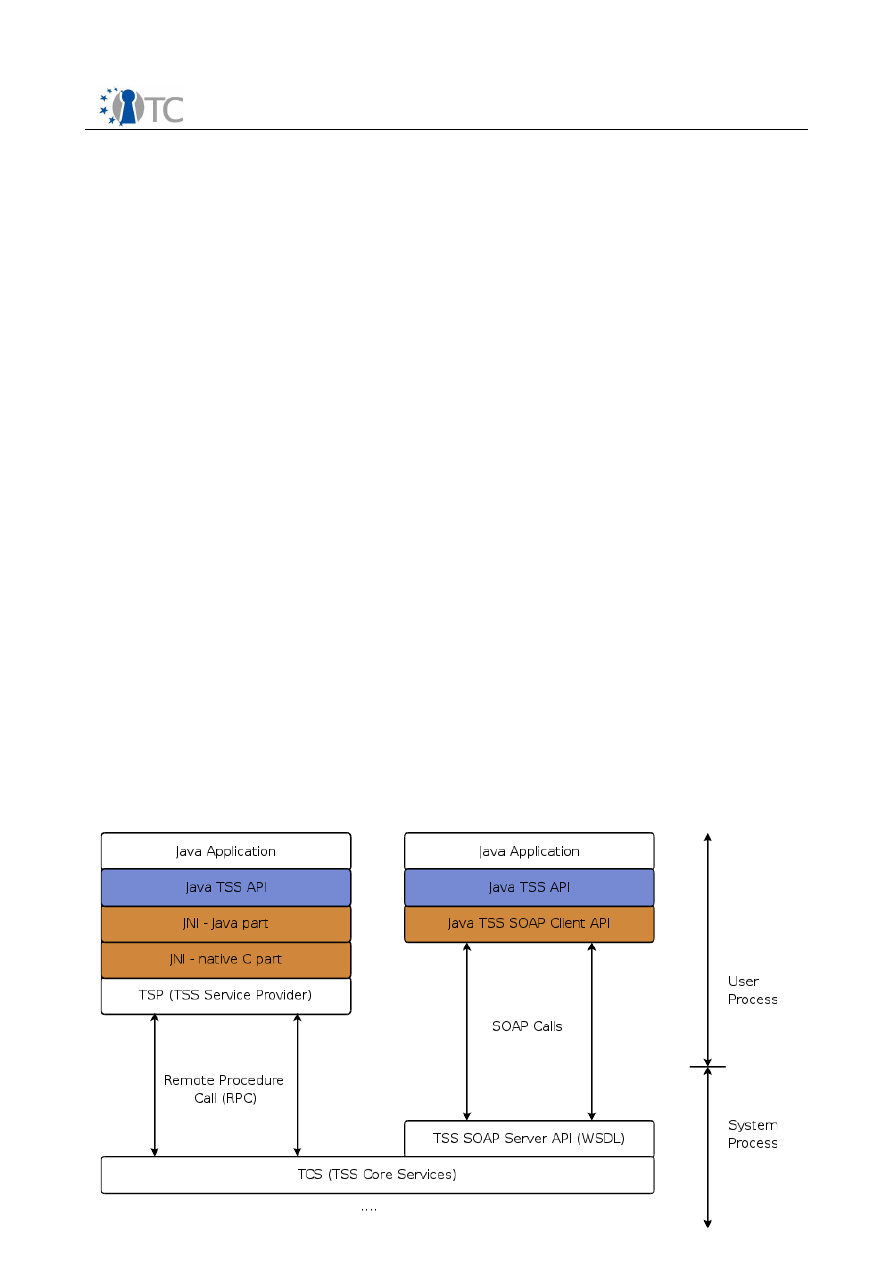 TC
Java Application
Java TSS API
JNI - Java part
JNI - native C part
TSP (TSS Service Provider)
Remote Procedure
Call (RPC)
Java Application
Java TSS API
Java TSS SOAP Client API
SOAP Calls
TSS SOAP Server API (WSDL)
TCS (TSS Core Services)
....
User
Process
System
Process